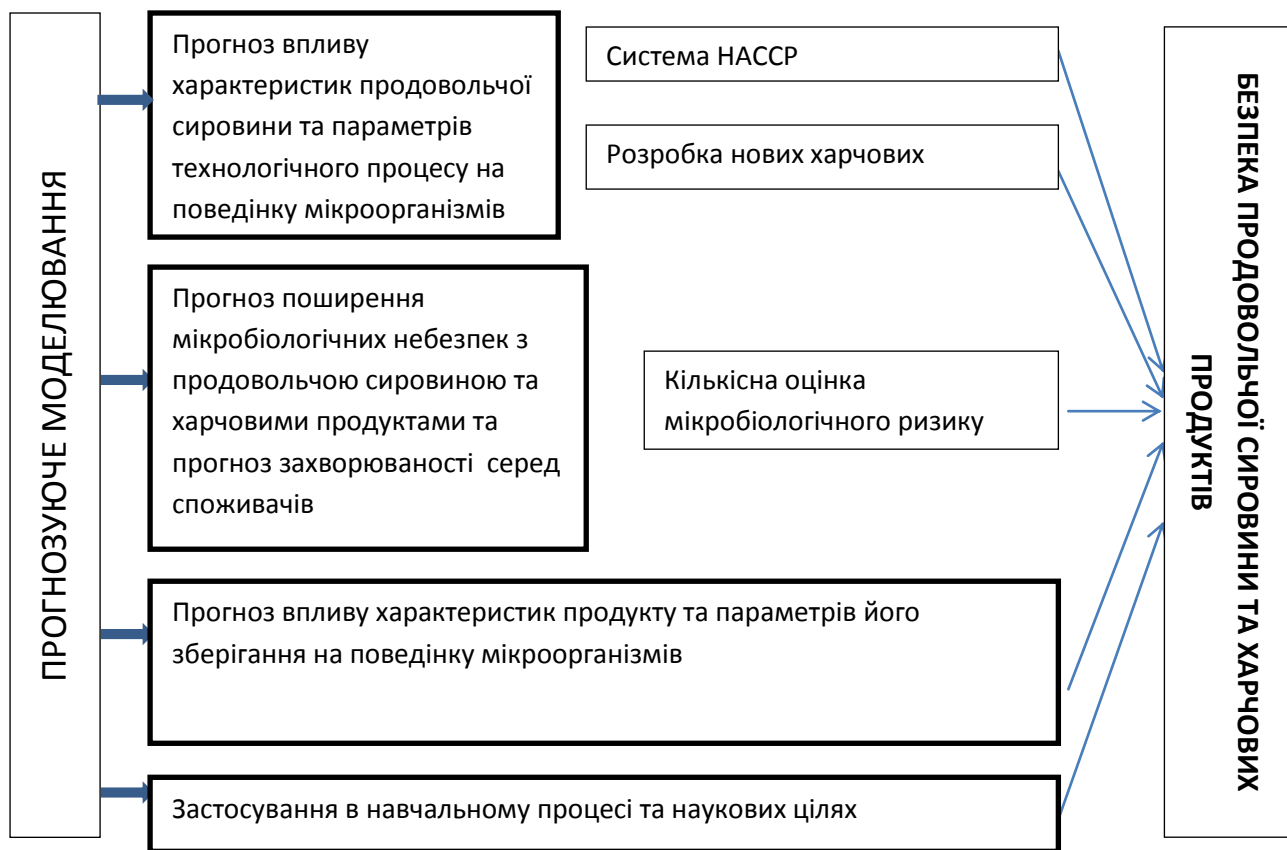 ПРОГНОЗУЮЧЕ МОДЕЛЮВАННЯ
Прогноз впливу
характеристик продовольчої
сировини та параметрів
технологічного процесу на
поведінку мікроорганізмів
Система НАССР
Розробка нових харчових
Прогноз поширення
мікробіологічних небезпек з
продовольчою сировиною та
харчовими продуктами та
прогноз захворюваності серед
споживачів
Кількісна оцінка
мікробіологічного ризику
Прогноз впливу характеристик продукту та параметрів його
зберігання на поведінку мікроорганізмів
Застосування в навчальному процесі та наукових цілях
БЕЗПЕКА ПРОДОВОЛЬЧОЇ СИРОВИНИ ТА ХАРЧОВИХ
ПРОДУКТІВ